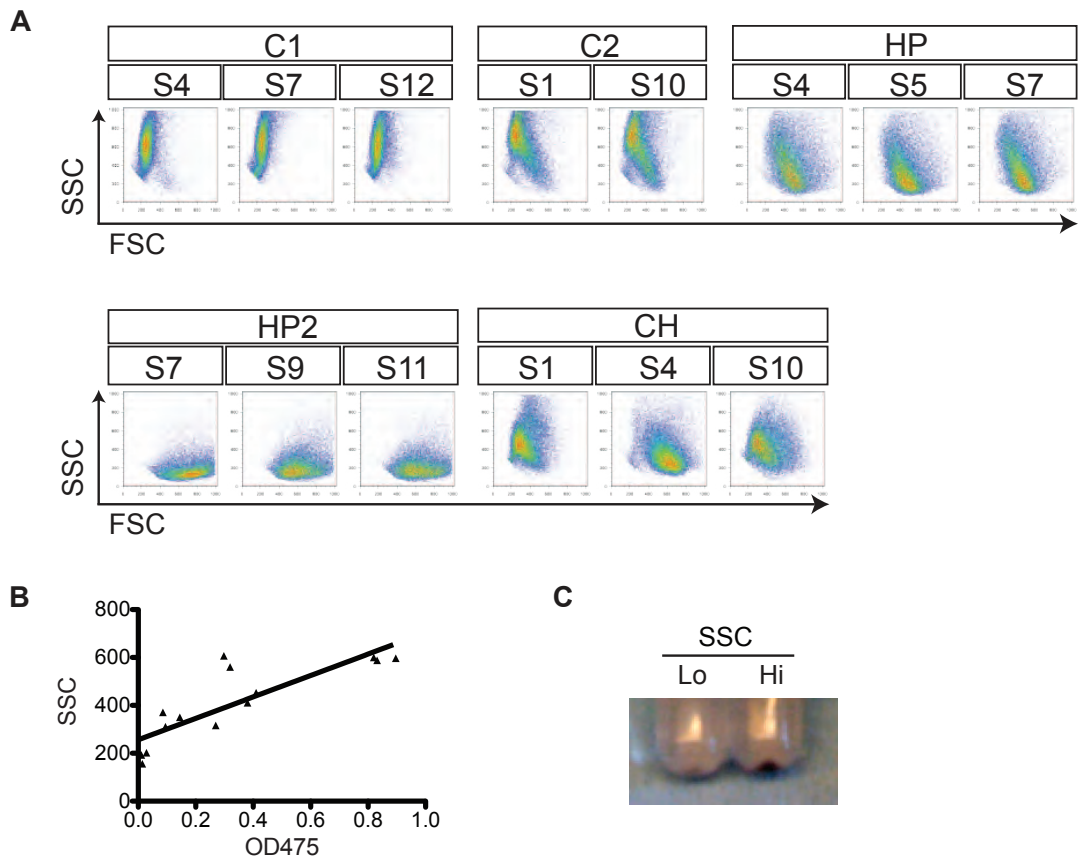 A
C1 C2 HP
S4 S7 S12 S1 S10 S4 S5 S7
SSC
FSC
HP2 CH
S7 S9 S11 S1 S4 S10
SSC
FSC
B
800
600
400
200
0
SSC
0.0 0.2 0.4 0.6 0.8 1.0
OD475
C
SSC
Lo Hi